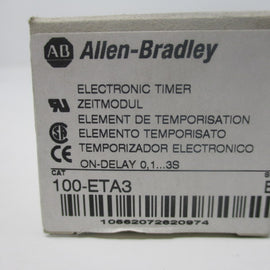 AB Allen-Bradley
ELECTRONIC TIMER
ZEITMODUL
ELEMENT DE TEMPORISATION
ELEMENTO TEMPORISATO
TEMPORIZADOR ELECTRONICO
ON-DELAY 0,1...3S
CAT
100-ETA3
10662072620974